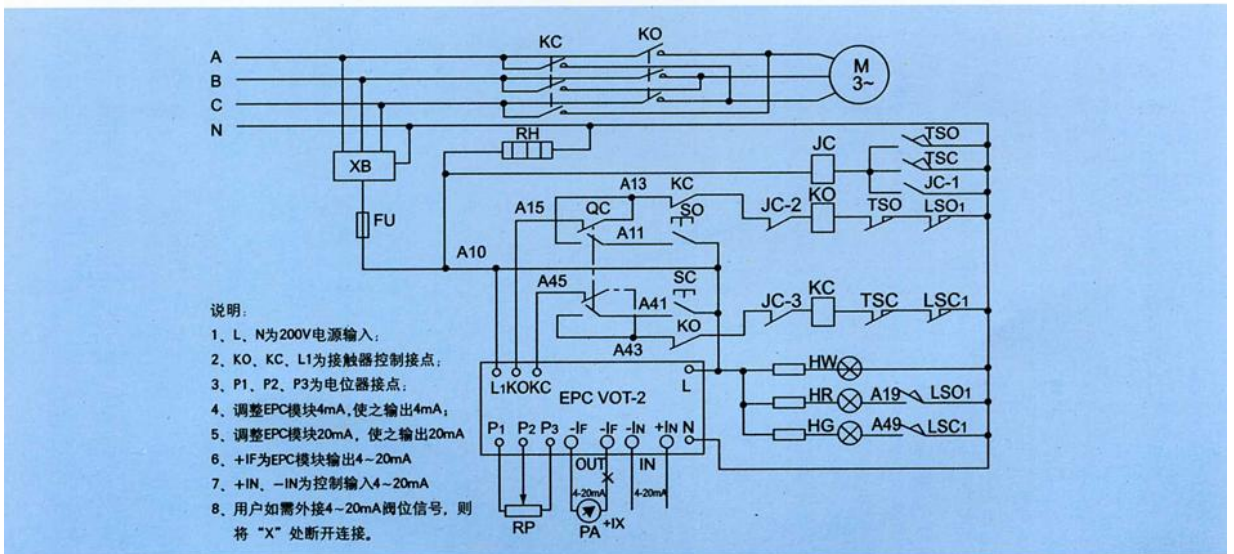 KC KO
A
B
C
N
M
3~
RH
XB
FU
JC
TSO
TSC
JC-1
A13 KC
A15 QC
A11
SO
JC-2 KO TSO LSO1
A10
A45
A41
SC
KO
A43
JC-3 KC TSC LSC1
HW
HR A19 LSO1
HG A49 LSC1
L1KOKC L
EPC VOT-2
P1 P2 P3 -IF -IF -IN +IN N
OUT IN
X
4-20mA 4-20mA
RP PA +IX
说明:
1、L、N为200V电源输入;
2、KO、KC、L1为接触器控制接点;
3、P1、P2、P3为电位器接点;
4、调整EPC模块4mA,使之输出4mA;
5、调整EPC模块20mA,使之输出20mA
6、+IF为EPC模块输出4~20mA
7、+IN、-IN为控制输入4~20mA
8、用户如需外接4~20mA阀位信号,则
将“X”处断开连接。